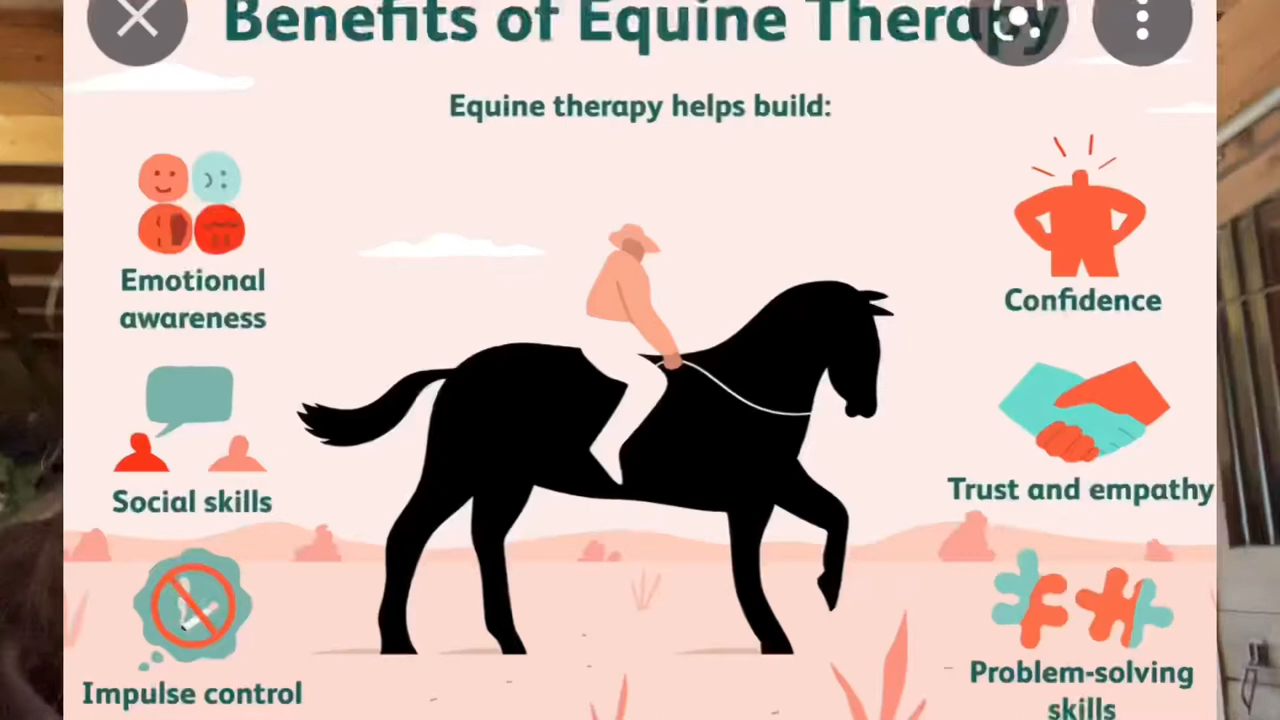 Benefits of Equine Therapy
Equine therapy helps build:
Emotional
awareness
Social skills
Impulse control
Confidence
Trust and empathy
Problem-solving
skills